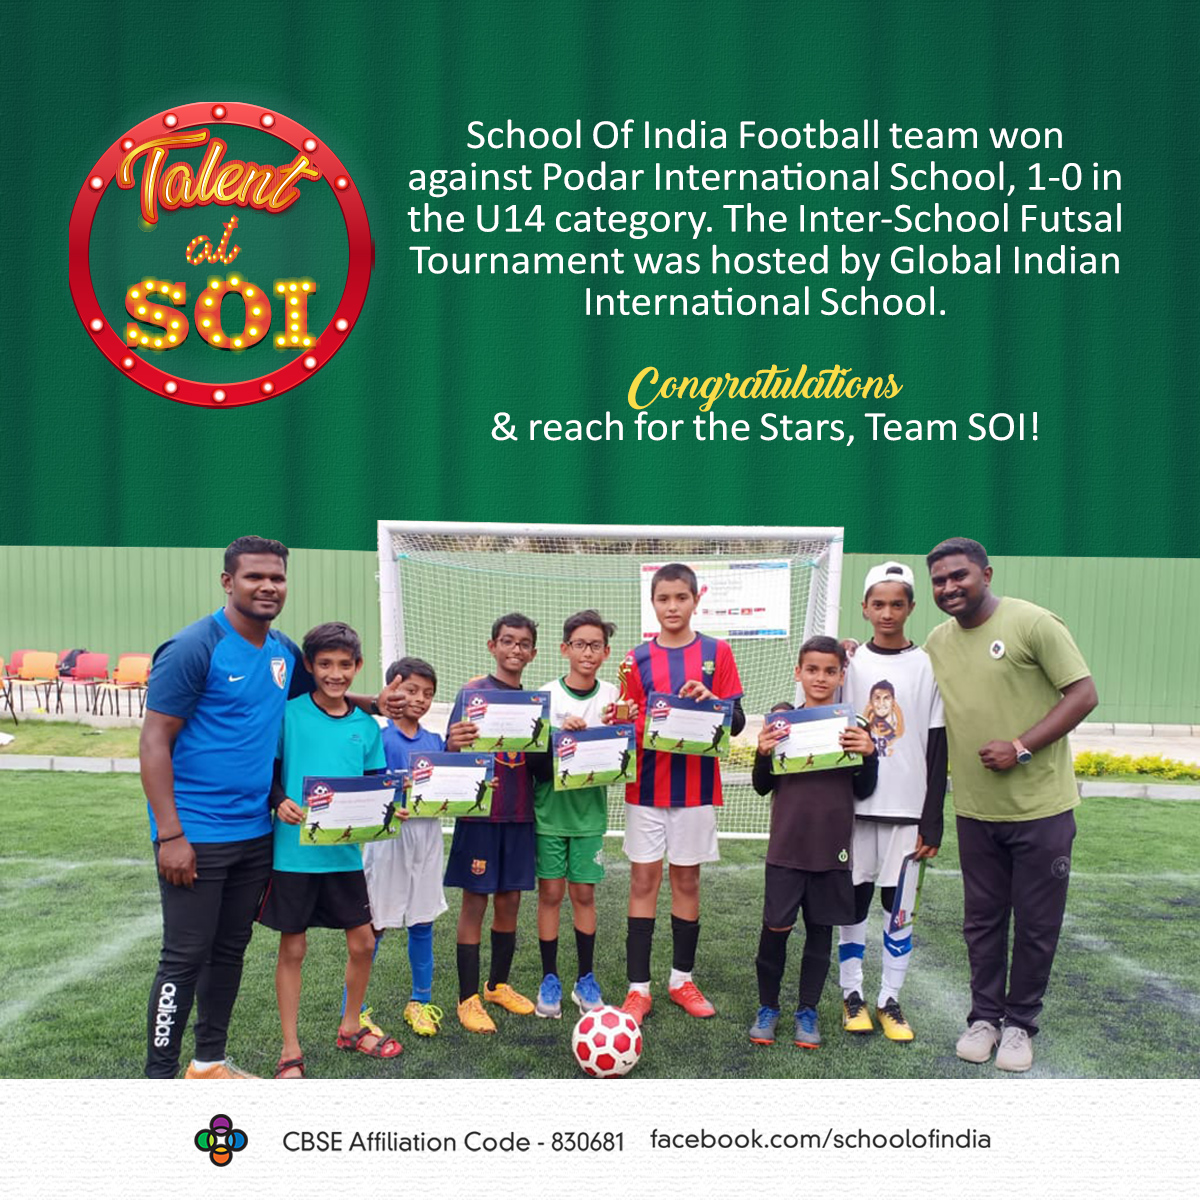 Talent
at
SOI
School Of India Football team won
against Podar International School, 1-0 in
the U14 category. The Inter-School Futsal
Tournament was hosted by Global Indian
International School.
Congratulations
& reach for the Stars, Team SOI!
adidas
CBSE Affiliation Code - 830681
facebook.com/schoolofindia